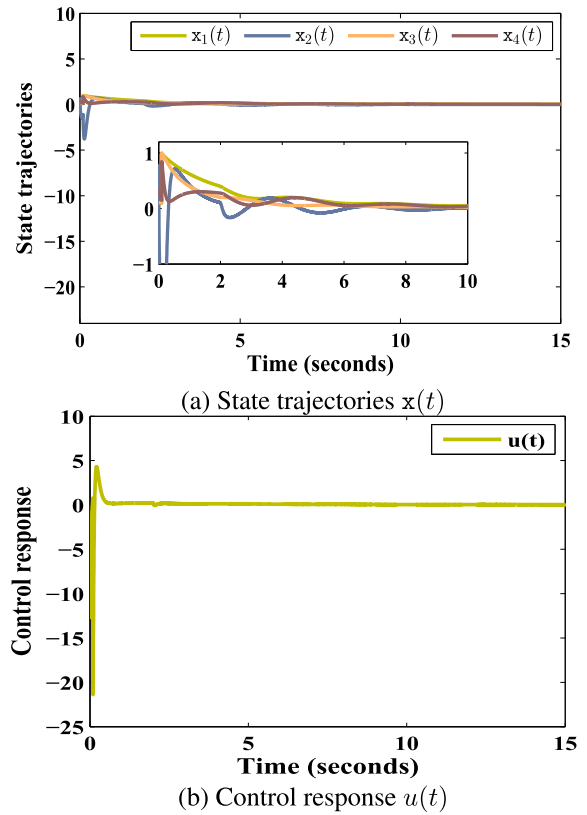 10
5
0
−5
−10
−15
−20
State trajectories
x₁(t) x₂(t) x₃(t) x₄(t)
1
0
−1
0 2 4 6 8 10
0 5 10 15
Time (seconds)
(a) State trajectories x(t)
10
5
0
−5
−10
−15
−20
−25
Control response
u(t)
0 5 10 15
Time (seconds)
(b) Control response u(t)